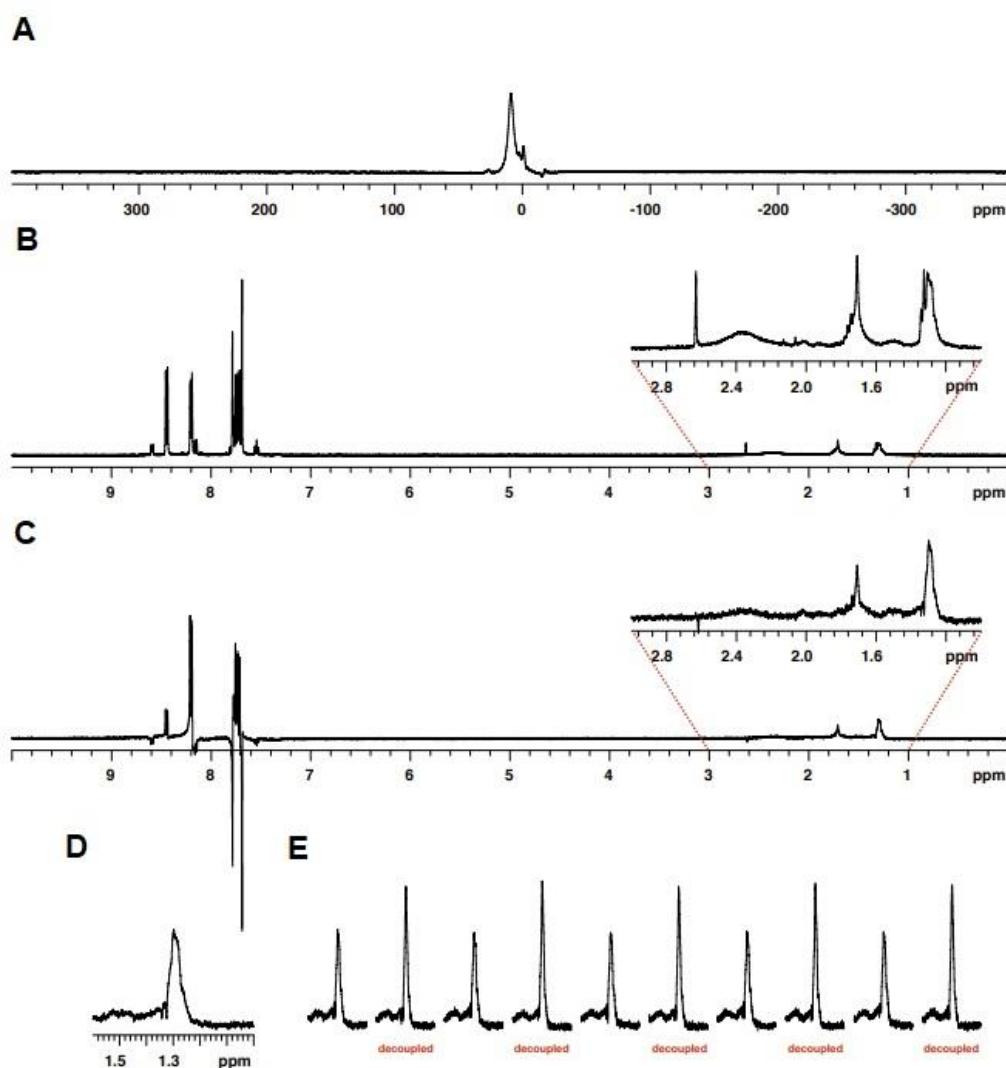 A
300 200 100 0 -100 -200 -300 ppm
B
2.8 2.4 2.0 1.6 ppm
9 8 7 6 5 4 3 2 1 ppm
C
2.8 2.4 2.0 1.6 ppm
9 8 7 6 5 4 3 2 1 ppm
D E
1.5 1.3 ppm
decoupled decoupled decoupled decoupled decoupled